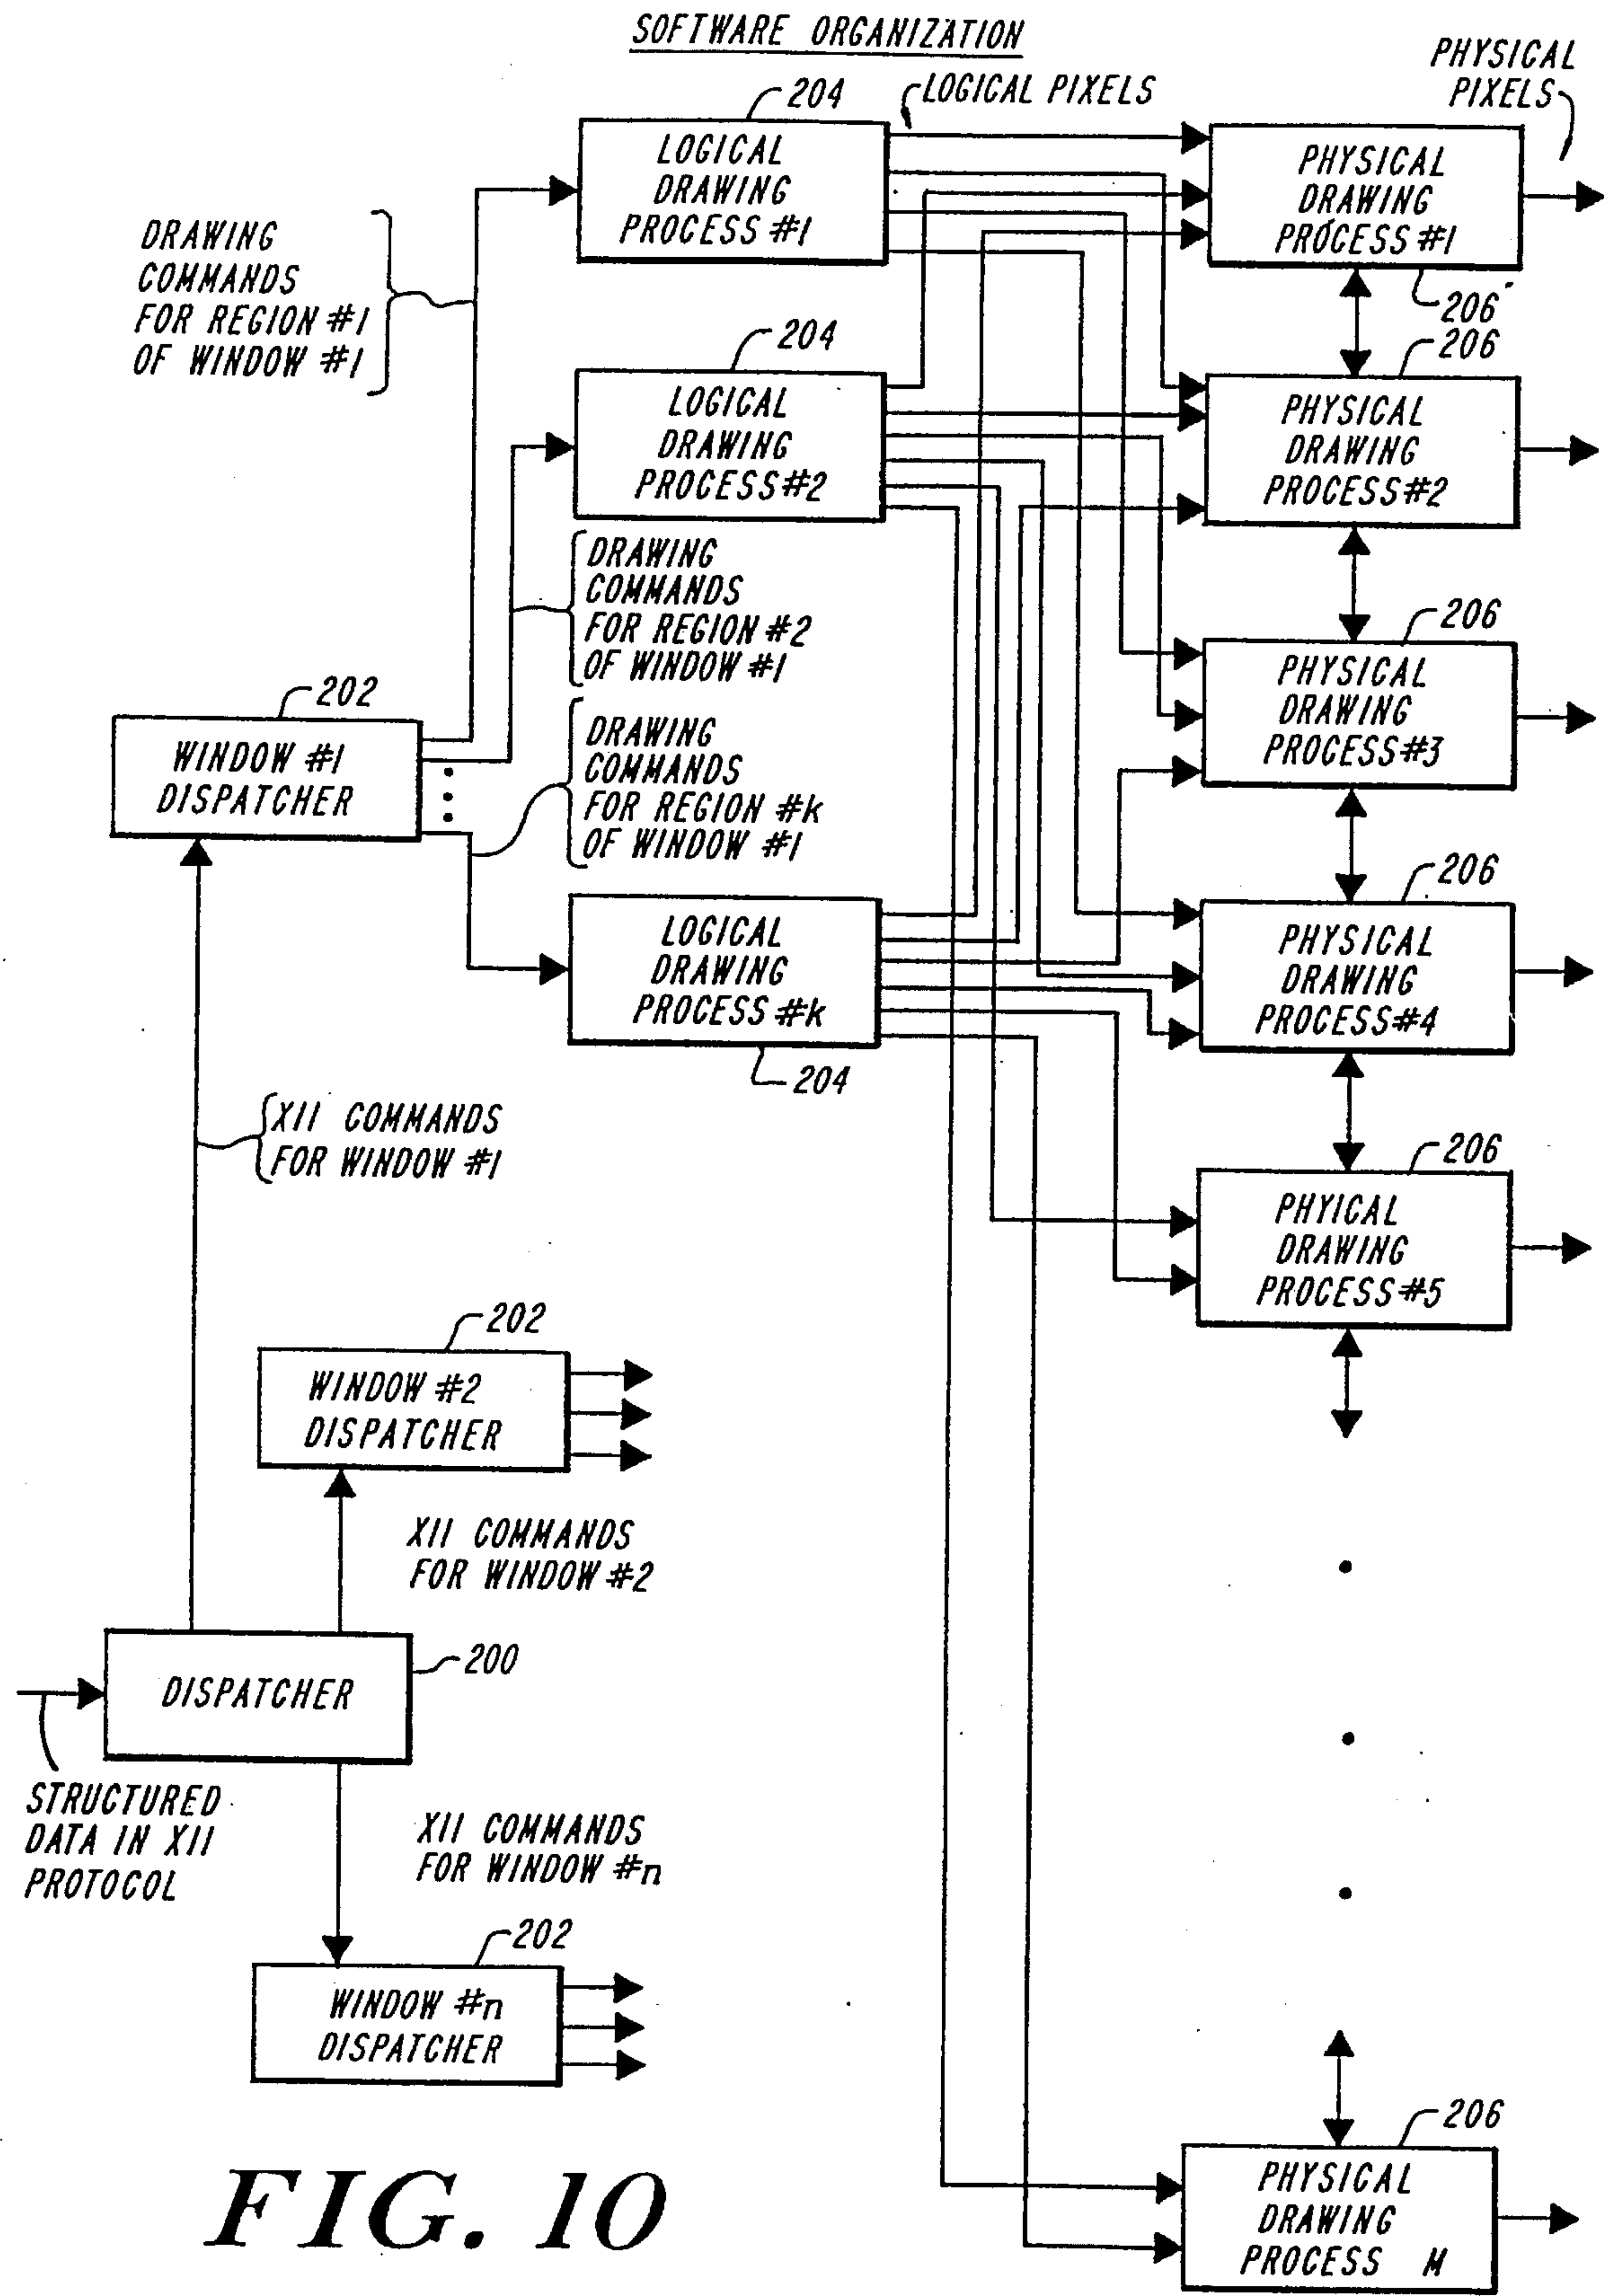 SOFTWARE ORGANIZATION
204
LOGICAL PIXELS
PHYSICAL
PIXELS
LOGICAL
DRAWING
PROCESS #1
PHYSICAL
DRAWING
PROCESS #1
206
DRAWING
COMMANDS
FOR REGION #1
OF WINDOW #1
204
LOGICAL
DRAWING
PROCESS #2
206
PHYSICAL
DRAWING
PROCESS #2
DRAWING
COMMANDS
FOR REGION #2
OF WINDOW #1
206
PHYSICAL
DRAWING
PROCESS #3
202
WINDOW #1
DISPATCHER
DRAWING
COMMANDS
FOR REGION #k
OF WINDOW #1
LOGICAL
DRAWING
PROCESS #k
204
206
PHYSICAL
DRAWING
PROCESS #4
X11 COMMANDS
FOR WINDOW #1
206
PHYICAL
DRAWING
PROCESS #5
202
WINDOW #2
DISPATCHER
X11 COMMANDS
FOR WINDOW #2
200
DISPATCHER
STRUCTURED
DATA IN X11
PROTOCOL
X11 COMMANDS
FOR WINDOW #n
202
WINDOW #n
DISPATCHER
206
PHYSICAL
DRAWING
PROCESS M
FIG. 10